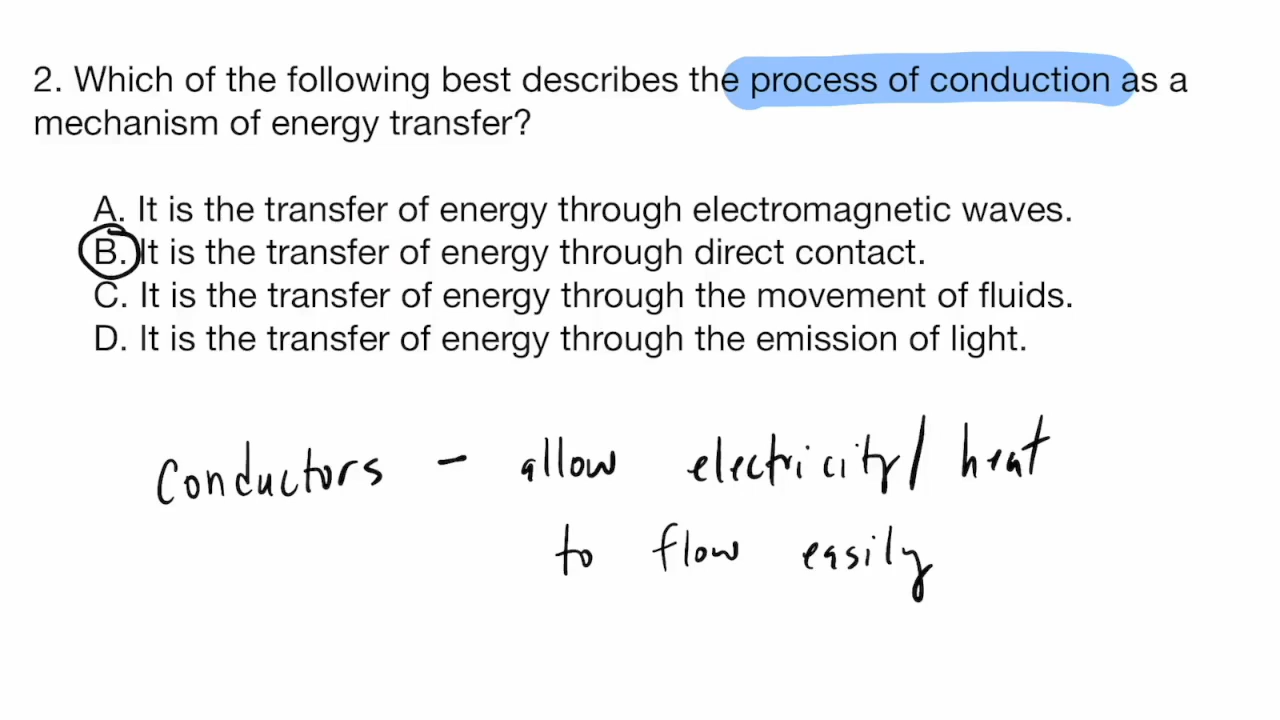 2. Which of the following best describes the process of conduction as a
mechanism of energy transfer?
A. It is the transfer of energy through electromagnetic waves.
B. It is the transfer of energy through direct contact.
C. It is the transfer of energy through the movement of fluids.
D. It is the transfer of energy through the emission of light.
Conductors - allow electricity/ heat
to flow easily